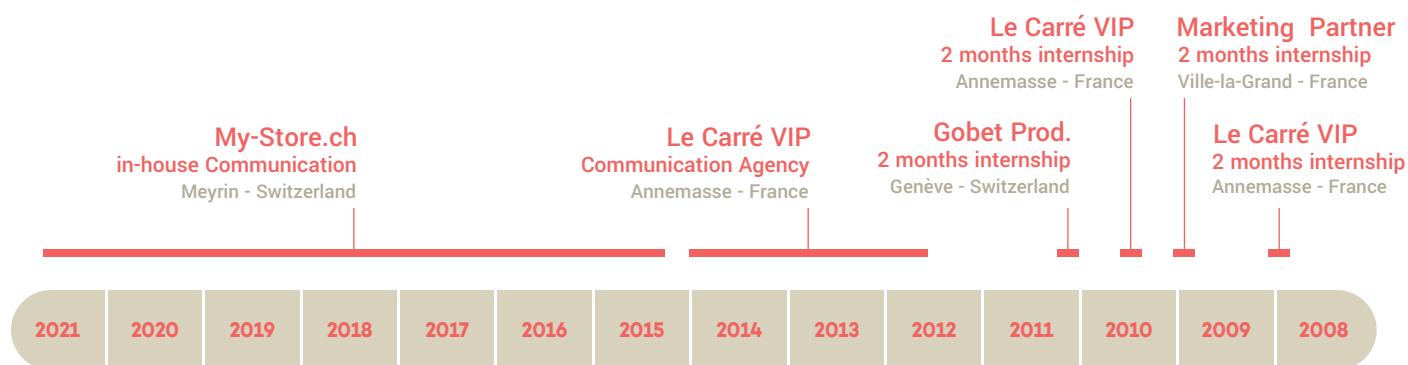 Le Carré VIP
2 months internship
Annemasse - France
Marketing Partner
2 months internship
Ville-la-Grand - France
My-Store.ch
in-house Communication
Meyrin - Switzerland
Le Carré VIP
Communication Agency
Annemasse - France
Gobet Prod.
2 months internship
Genève - Switzerland
Le Carré VIP
2 months internship
Annemasse - France
2021 2020 2019 2018 2017 2016 2015 2014 2013 2012 2011 2010 2009 2008